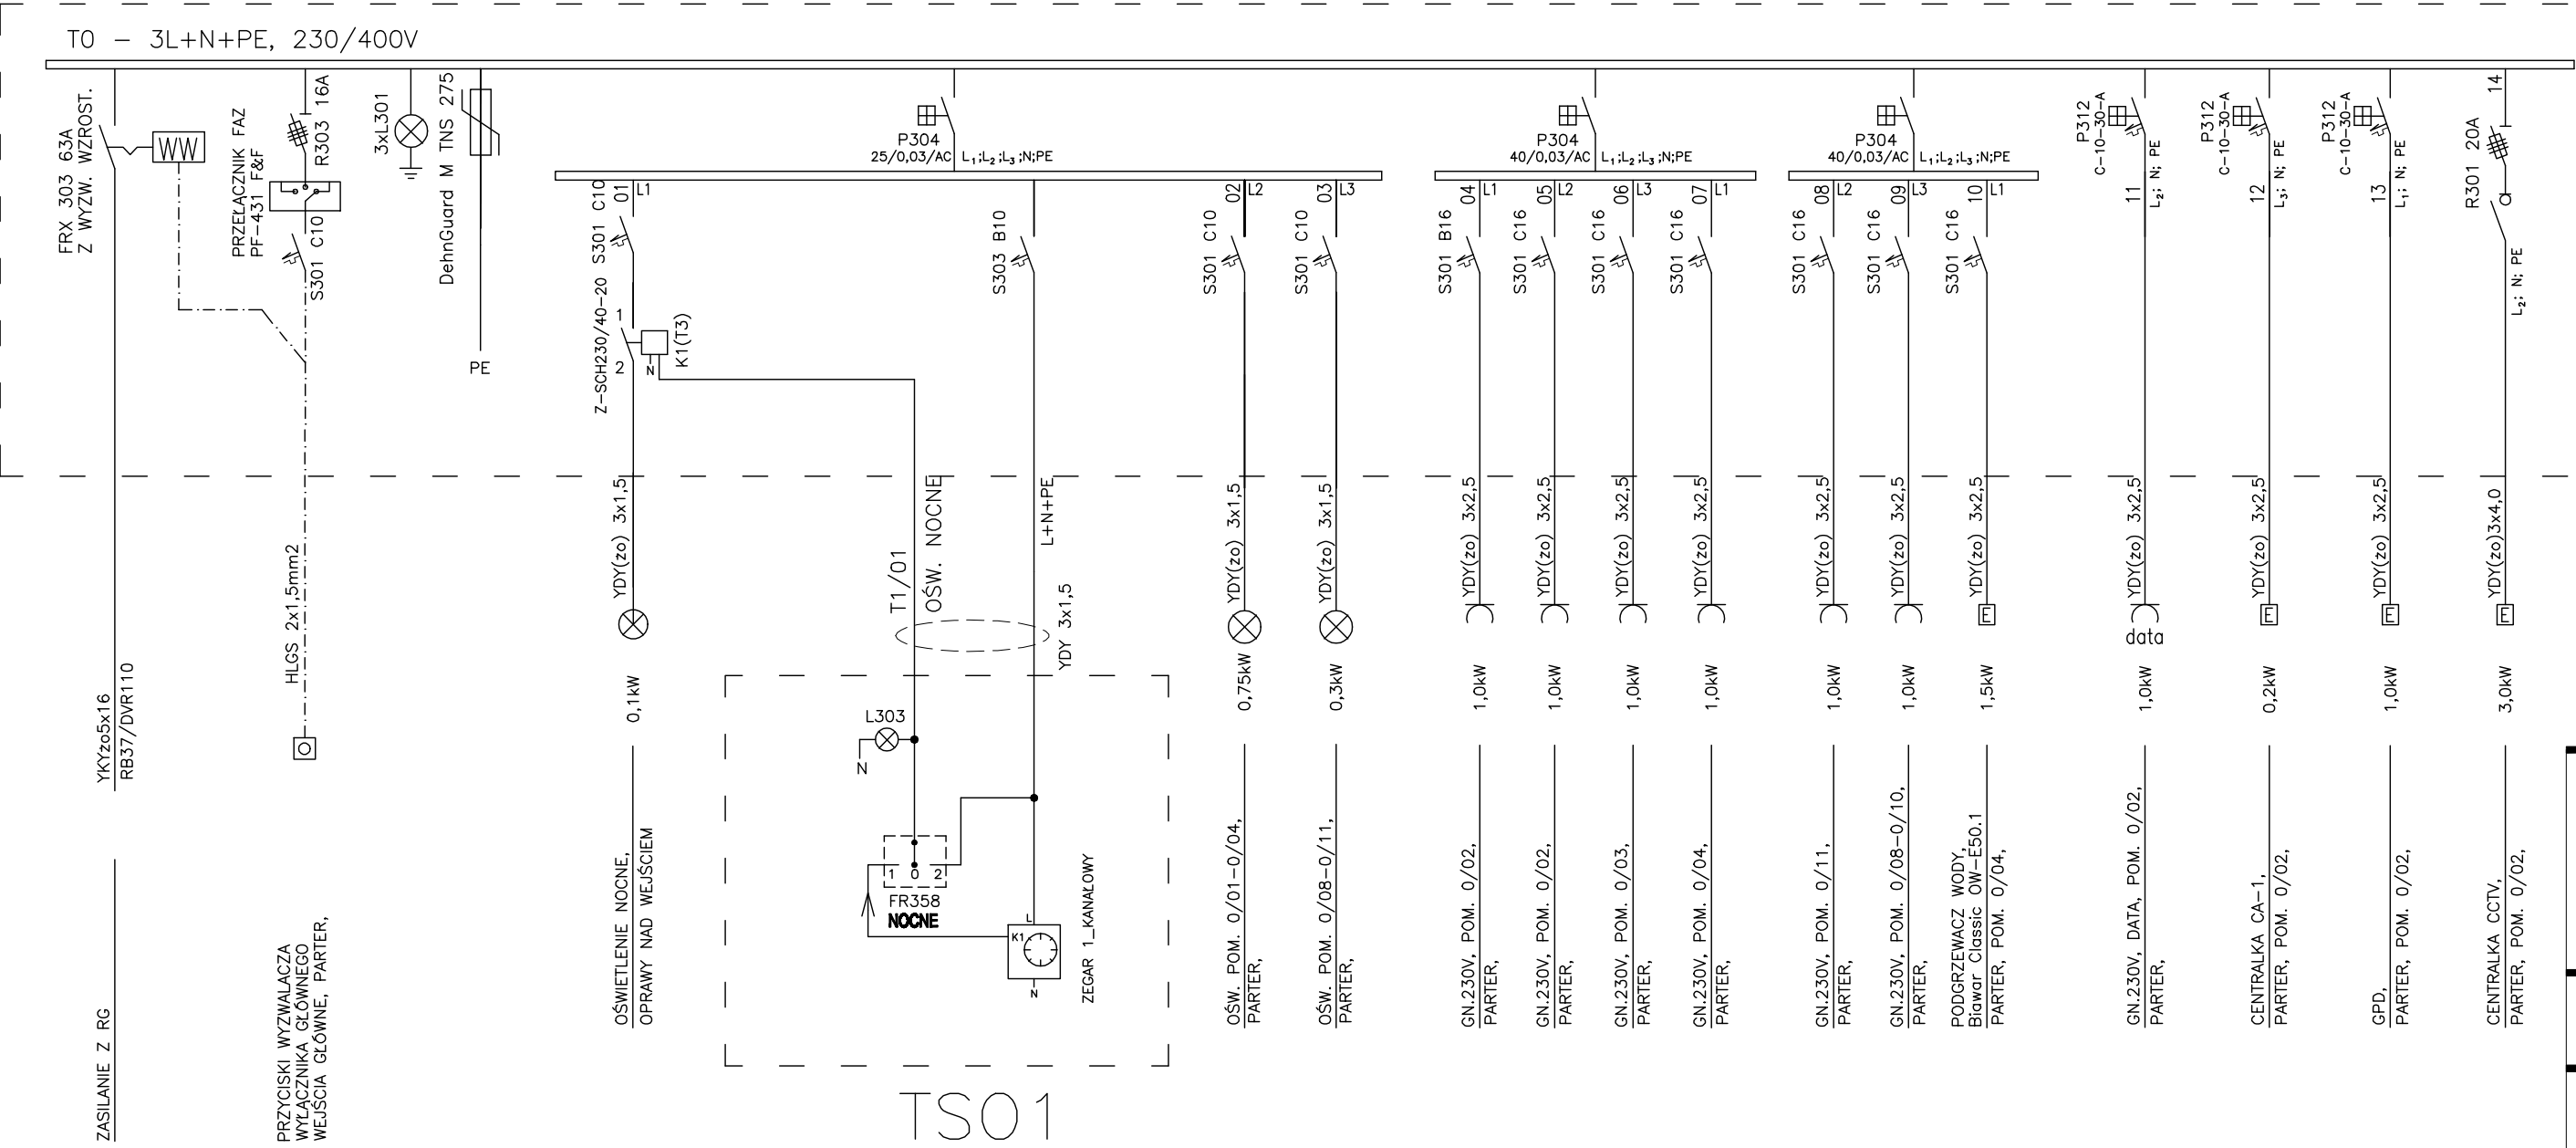 TO - 3L+N+PE, 230/400V
FRX 303 63A
Z WYZW. WZROST.
WW
YKYżo5x16
RB37/DVR110
ZASILANIE Z RG
PRZEŁĄCZNIK FAZ
PF-431 F&F
R303 16A
S301 C10
HLGS 2x1,5mm2
PRZYCISKI WYZWALACZA
WYŁĄCZNIKA GŁÓWNEGO
WEJŚCIA GŁÓWNE, PARTER,
3xL301
DehnGuard M TNS 275
PE
P304
25/0,03/AC
L1;L2;L3;N;PE
01
L1
S301 C10
Z-SCH230/40-20
1
2
N
K1(T3)
YDY(żo) 3x1,5
0,1kW
OŚWIETLENIE NOCNE,
OPRAWY NAD WEJŚCIEM
T1/01
OŚW. NOCNE
S303 B10
L+N+PE
YDY 3x1,5
L303
N
1 0 2
FR358
NOCNE
L
K1
N
ZEGAR 1_KANAŁOWY
TS01
02
L2
S301 C10
YDY(żo) 3x1,5
0,75kW
OŚW. POM. 0/01-0/04,
PARTER,
03
L3
S301 C10
YDY(żo) 3x1,5
0,3kW
OŚW. POM. 0/08-0/11,
PARTER,
P304
40/0,03/AC
L1;L2;L3;N;PE
04
L1
S301 B16
YDY(żo) 3x2,5
1,0kW
GN.230V, POM. 0/02,
PARTER,
05
L2
S301 C16
YDY(żo) 3x2,5
1,0kW
GN.230V, POM. 0/02,
PARTER,
06
L3
S301 C16
YDY(żo) 3x2,5
1,0kW
GN.230V, POM. 0/03,
PARTER,
07
L1
S301 C16
YDY(żo) 3x2,5
1,0kW
GN.230V, POM. 0/04,
PARTER,
P304
40/0,03/AC
L1;L2;L3;N;PE
08
L2
S301 C16
YDY(żo) 3x2,5
1,0kW
GN.230V, POM. 0/11,
PARTER,
09
L3
S301 C16
YDY(żo) 3x2,5
1,0kW
GN.230V, POM. 0/08-0/10,
PARTER,
10
L1
S301 C16
YDY(żo) 3x2,5
E
1,5kW
PODGRZEWACZ WODY,
Biawar Classic OW-E50.1
PARTER, POM. 0/04,
P312
C-10-30-A
11
L2; N; PE
YDY(żo) 3x2,5
data
1,0kW
GN.230V, DATA, POM. 0/02,
PARTER,
P312
C-10-30-A
12
L3; N; PE
YDY(żo) 3x2,5
E
0,2kW
CENTRALKA CA-1,
PARTER, POM. 0/02,
P312
C-10-30-A
13
L1; N; PE
YDY(żo) 3x2,5
E
1,0kW
GPD,
PARTER, POM. 0/02,
14
R301 20A
L2; N; PE
YDY(żo)3x4,0
E
3,0kW
CENTRALKA CCTV,
PARTER, POM. 0/02,